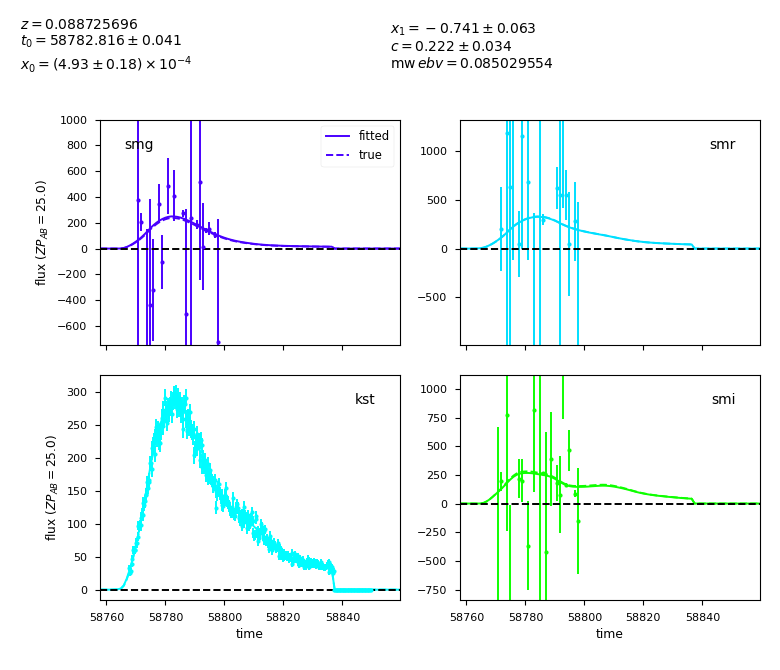 z = 0.088725696
t₀ = 58782.816 ± 0.041
x₀ = (4.93 ± 0.18) × 10⁻⁴
x₁ = −0.741 ± 0.063
c = 0.222 ± 0.034
mw ebv = 0.085029554
smg
fitted
true
1000
800
600
400
200
0
−200
−400
−600
flux (ZP_AB = 25.0)
smr
1000
500
0
−500
kst
300
250
200
150
100
50
0
flux (ZP_AB = 25.0)
58760 58780 58800 58820 58840
time
smi
1000
750
500
250
0
−250
−500
−750
58760 58780 58800 58820 58840
time